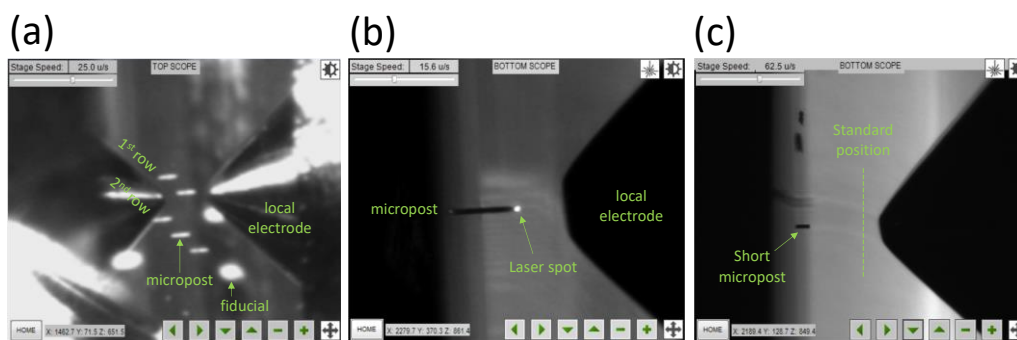 (a)
Stage Speed: 25.0 u/s
TOP SCOPE
1st row
2nd row
local
electrode
micropost
fiducial
HOME
X: 1462.7 Y: 71.5 Z: 651.5
(b)
Stage Speed: 15.6 u/s
BOTTOM SCOPE
micropost
local
electrode
Laser spot
HOME
X: 2279.7 Y: 370.3 Z: 861.4
(c)
Stage Speed: 62.5 u/s
BOTTOM SCOPE
Standard
position
Short
micropost
HOME
X: 2189.4 Y: 128.7 Z: 849.4